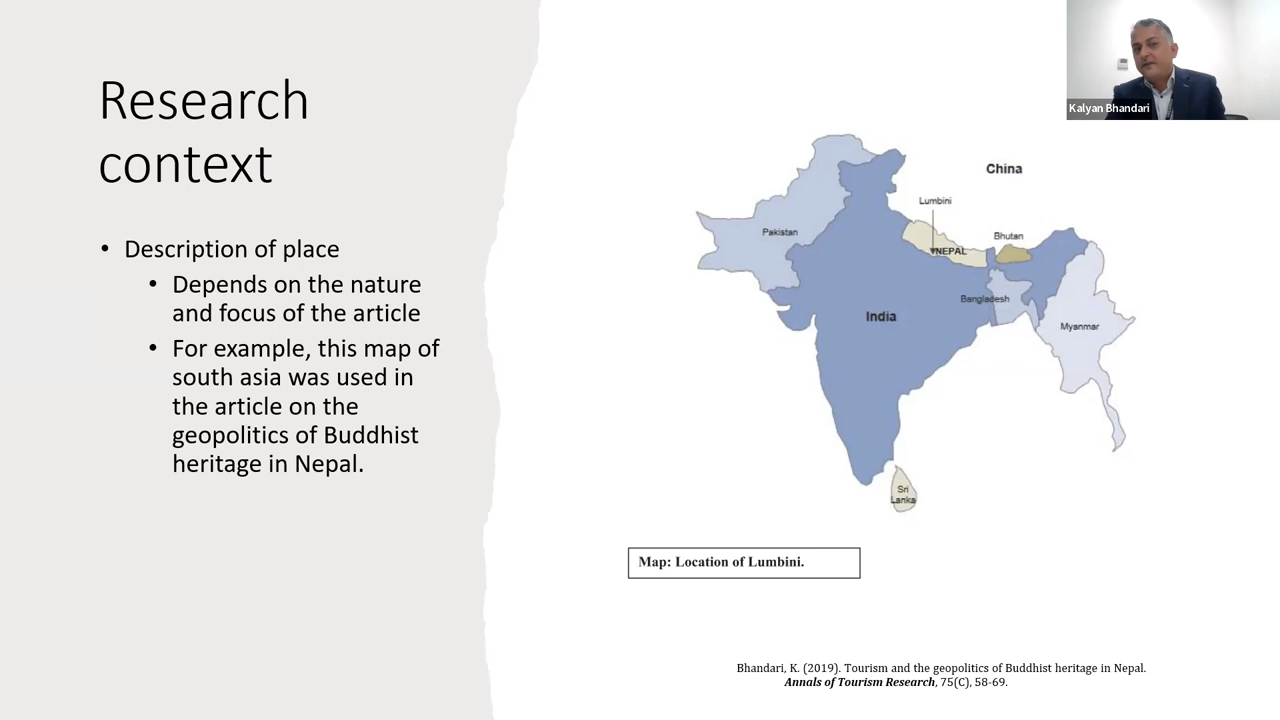 Research
context
• Description of place
• Depends on the nature
and focus of the article
• For example, this map of
south asia was used in
the article on the
geopolitics of Buddhist
heritage in Nepal.
Kalyan Bhandari
China
Lumbini
Pakistan
NEPAL
Bhutan
Bangladesh
India
Myanmar
Sri
Lanka
Map: Location of Lumbini.
Bhandari, K. (2019). Tourism and the geopolitics of Buddhist heritage in Nepal.
Annals of Tourism Research, 75(C), 58-69.